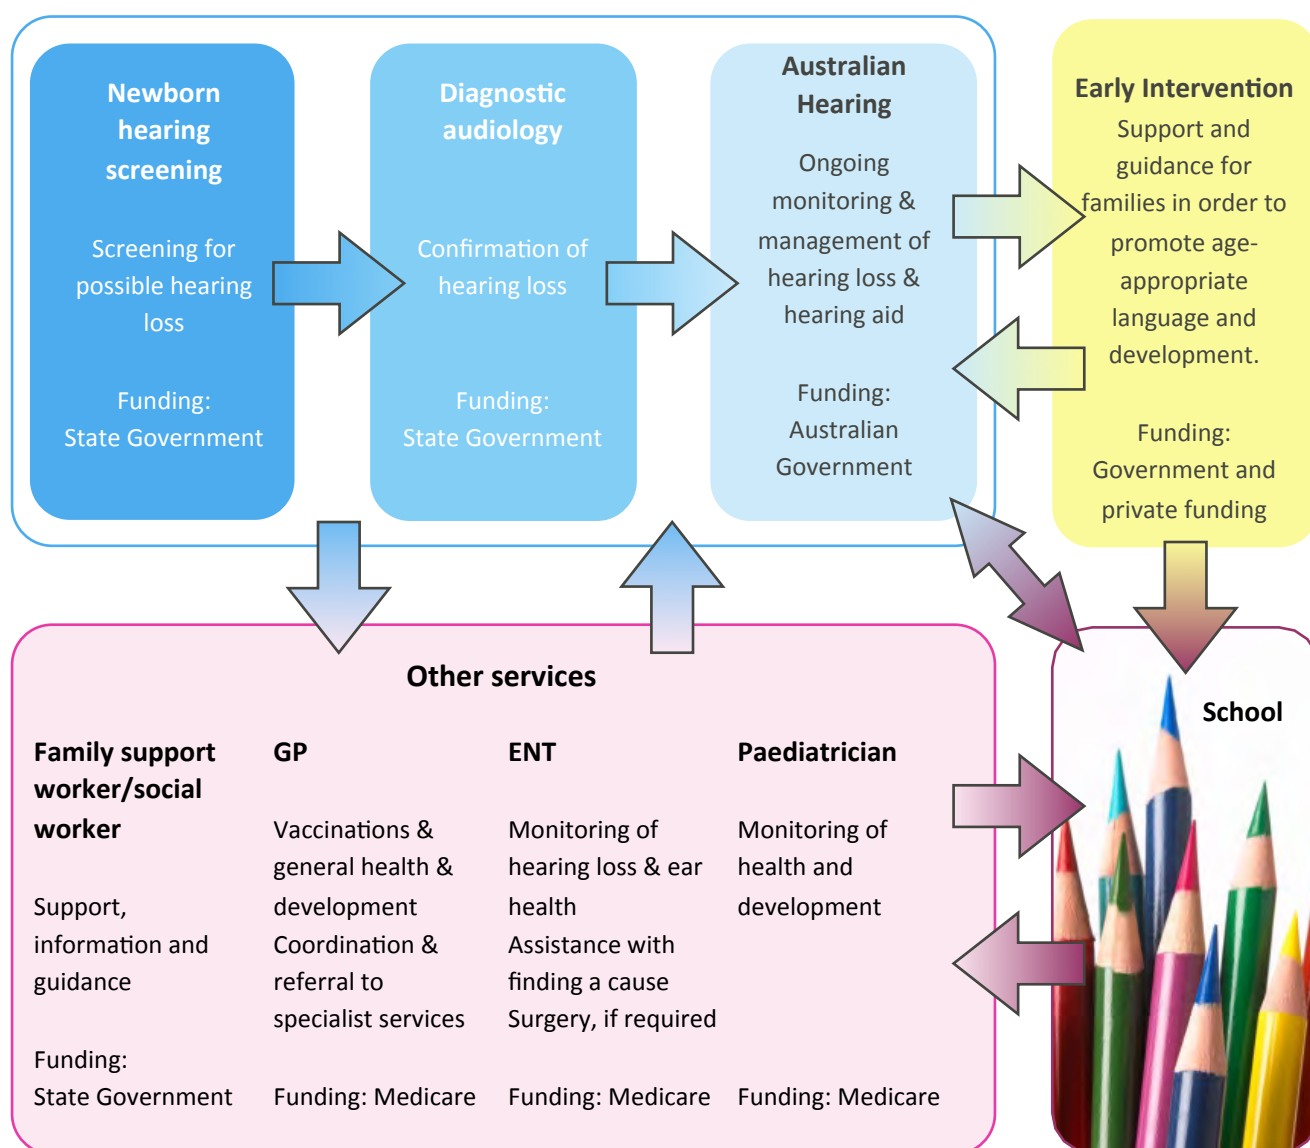 Newborn
hearing
screening
Screening for
possible hearing
loss
Funding:
State Government
Diagnostic
audiology
Confirmation of
hearing loss
Funding:
State Government
Australian
Hearing
Ongoing
monitoring &
management of
hearing loss &
hearing aid
Funding:
Australian
Government
Early Intervention
Support and
guidance for
families in order to
promote age-
appropriate
language and
development.
Funding:
Government and
private funding
Other services
Family support
worker/social
worker
Support,
information and
guidance
Funding:
State Government
GP
Vaccinations &
general health &
development
Coordination &
referral to
specialist services
Funding: Medicare
ENT
Monitoring of
hearing loss & ear
health
Assistance with
finding a cause
Surgery, if required
Funding: Medicare
Paediatrician
Monitoring of
health and
development
Funding: Medicare
School